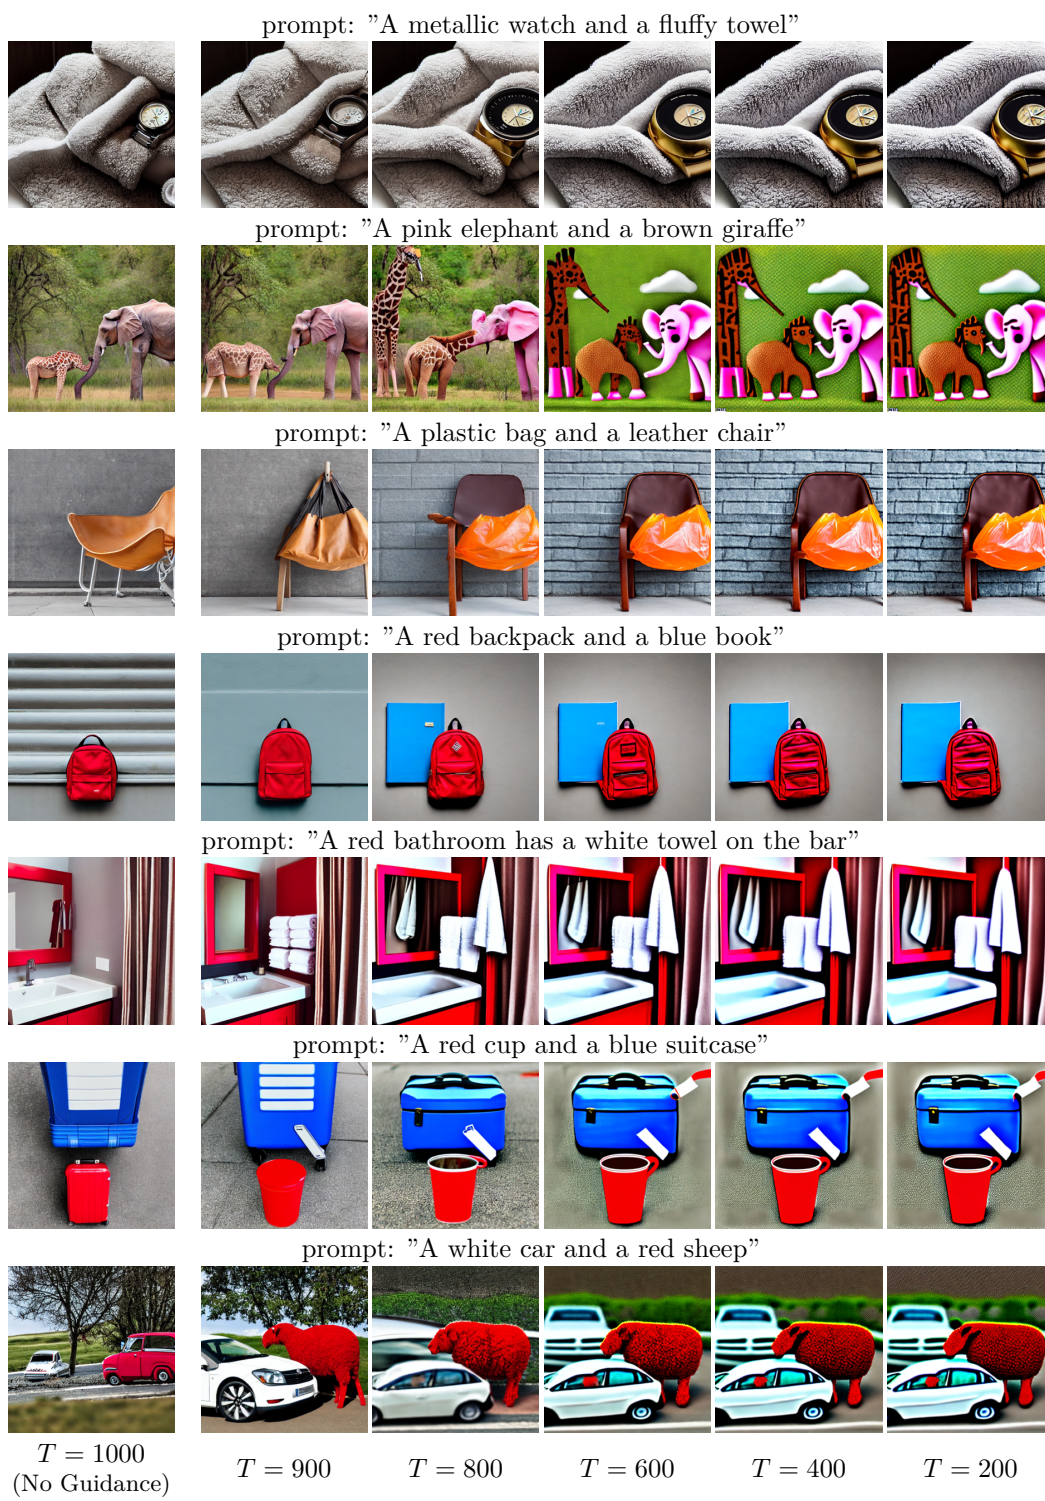 prompt: ”A metallic watch and a fluffy towel”
prompt: ”A pink elephant and a brown giraffe”
prompt: ”A plastic bag and a leather chair”
prompt: ”A red backpack and a blue book”
prompt: ”A red bathroom has a white towel on the bar”
prompt: ”A red cup and a blue suitcase”
prompt: ”A white car and a red sheep”
T = 1000
(No Guidance)
T = 900
T = 800
T = 600
T = 400
T = 200